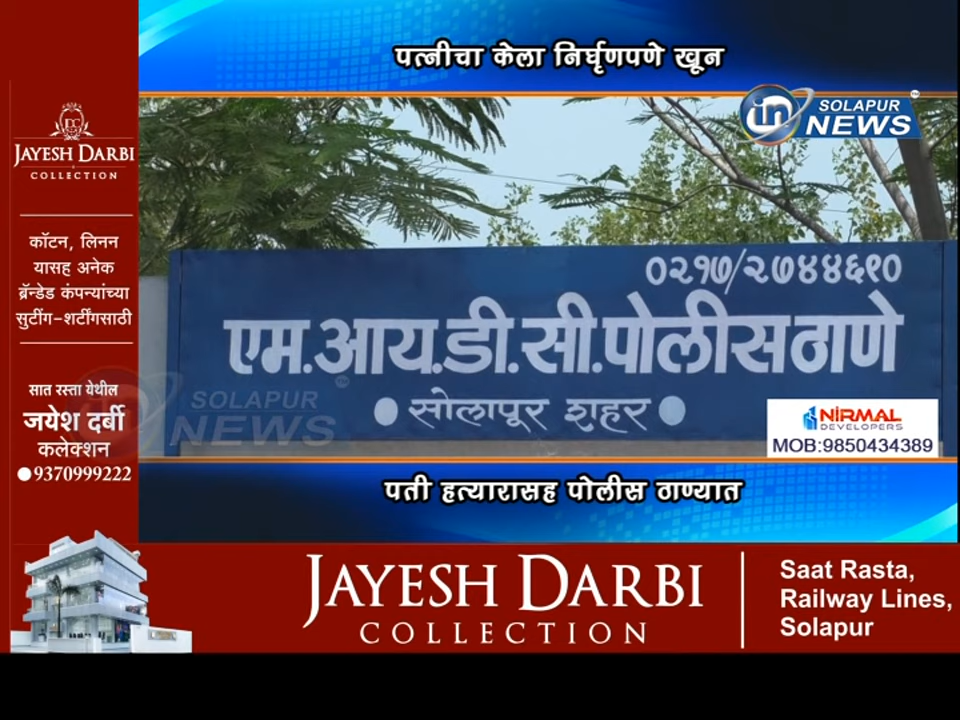 पत्नीचा केला निर्घृणपणे खून
in SOLAPUR NEWS
JAYESH DARBI
COLLECTION
कॉटन, लिनन
यासह अनेक
ब्रॅन्डेड कंपन्यांच्या
सुटींग-शर्टींगसाठी
सात रस्ता येथील
जयेश दर्बी
कलेक्शन
9370999222
०२१७/२७४४६९०
एम.आय.डी.सी.पोलीस ठाणे
सोलापूर शहर
SOLAPUR
NEWS
NIRMAL
DEVELOPERS
MOB:9850434389
पती हत्यारासह पोलीस ठाण्यात
JAYESH DARBI
COLLECTION
Saat Rasta,
Railway Lines,
Solapur